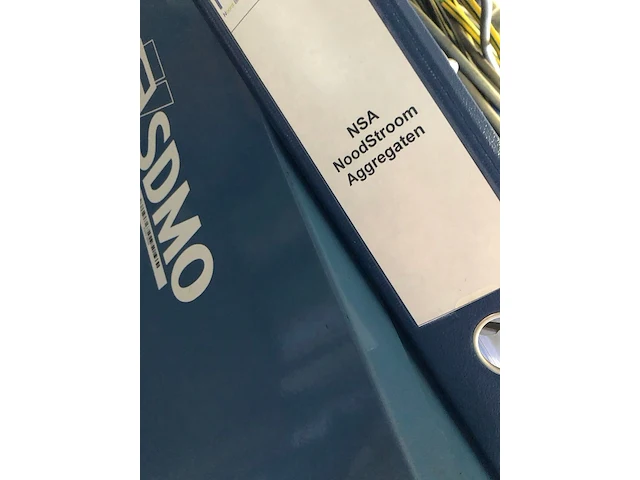 SDMO
NSA
NoodStroom
Aggregaten